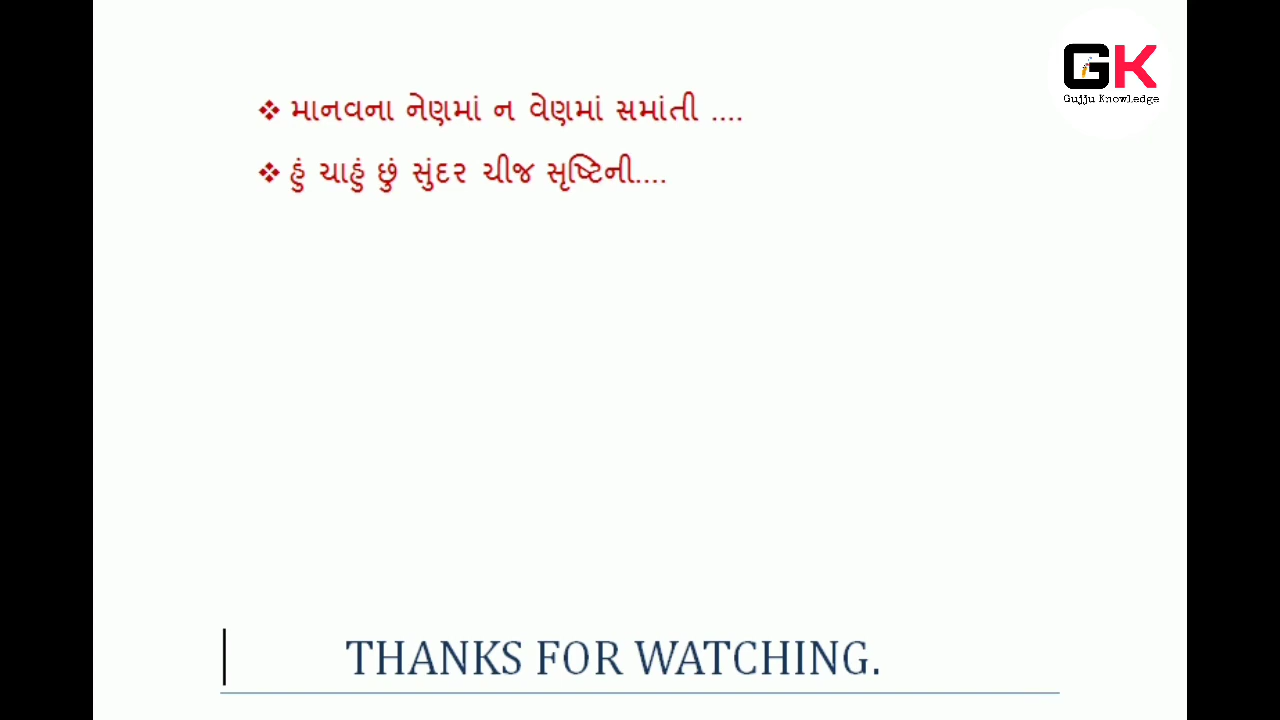 GK
Gujju Knowledge
❖ માનવના નેણમાં ન વેણમાં સમાંતી ....
❖ હું ચાહું છું સુંદર ચીજ સૃષ્ટિની....
THANKS FOR WATCHING.